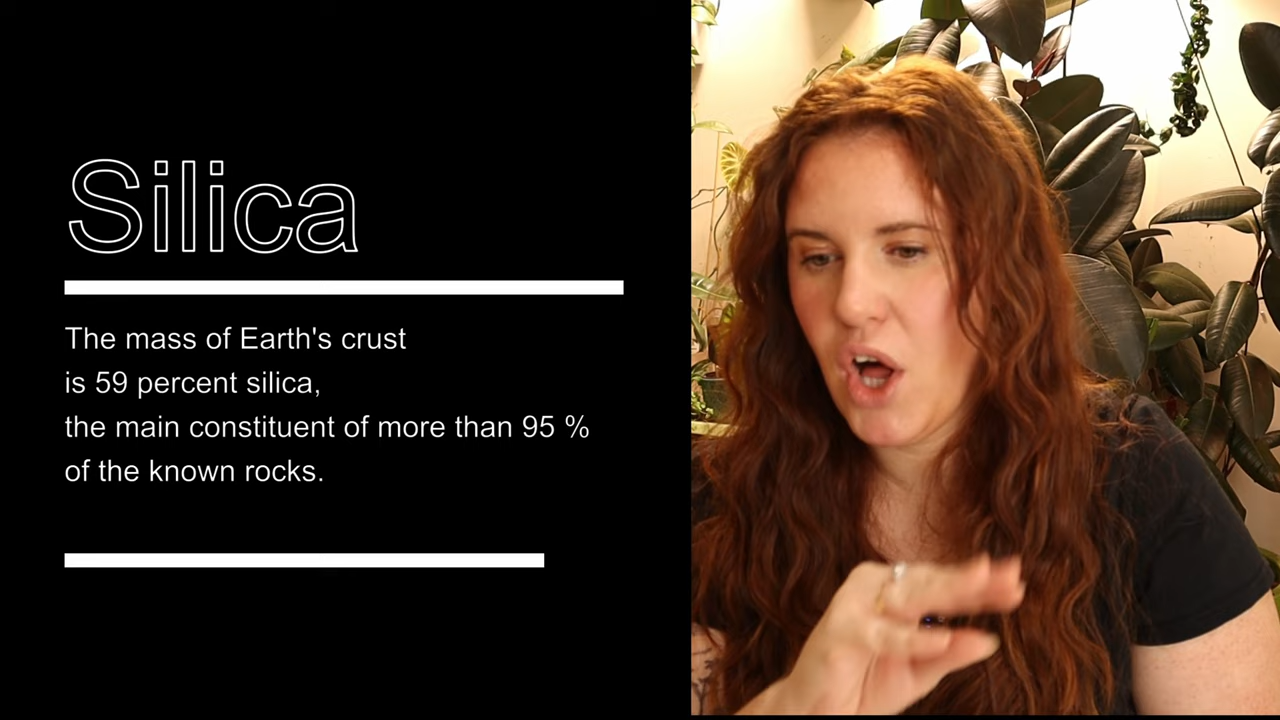 Silica
The mass of Earth's crust
is 59 percent silica,
the main constituent of more than 95 %
of the known rocks.